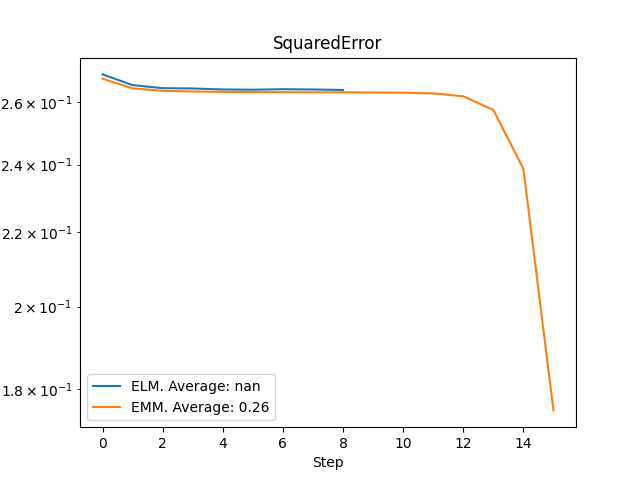 SquaredError
2.6 × 10⁻¹
2.4 × 10⁻¹
2.2 × 10⁻¹
2 × 10⁻¹
1.8 × 10⁻¹
ELM. Average: nan
EMM. Average: 0.26
0 2 4 6 8 10 12 14
Step